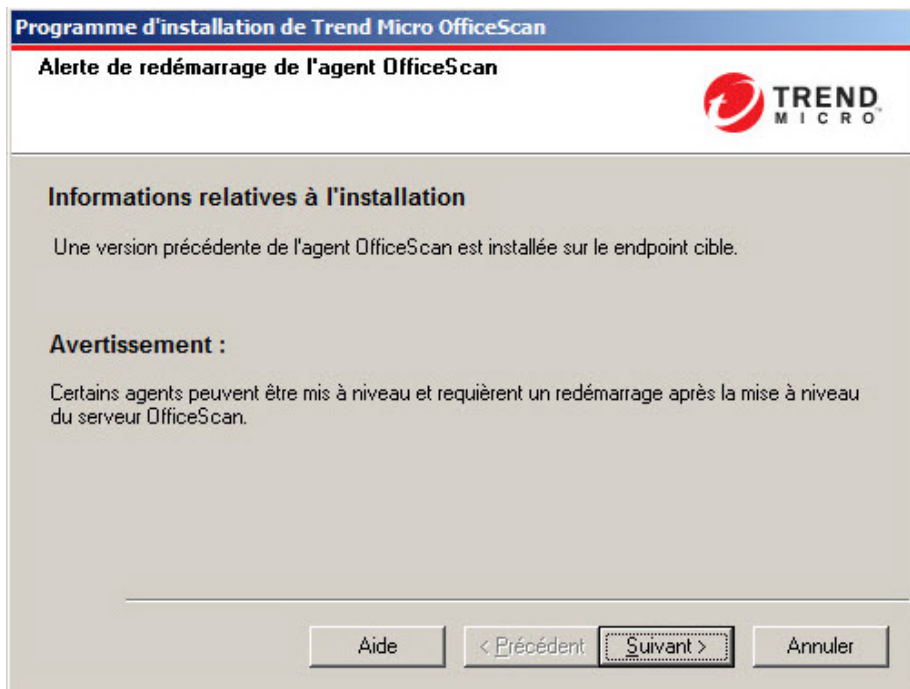 Programme d'installation de Trend Micro OfficeScan
Alerte de redémarrage de l'agent OfficeScan
TREND
MICRO™
Informations relatives à l'installation
Une version précédente de l'agent OfficeScan est installée sur le endpoint cible.
Avertissement :
Certains agents peuvent être mis à niveau et requièrent un redémarrage après la mise à niveau
du serveur OfficeScan.
Aide
< Précédent
Suivant >
Annuler